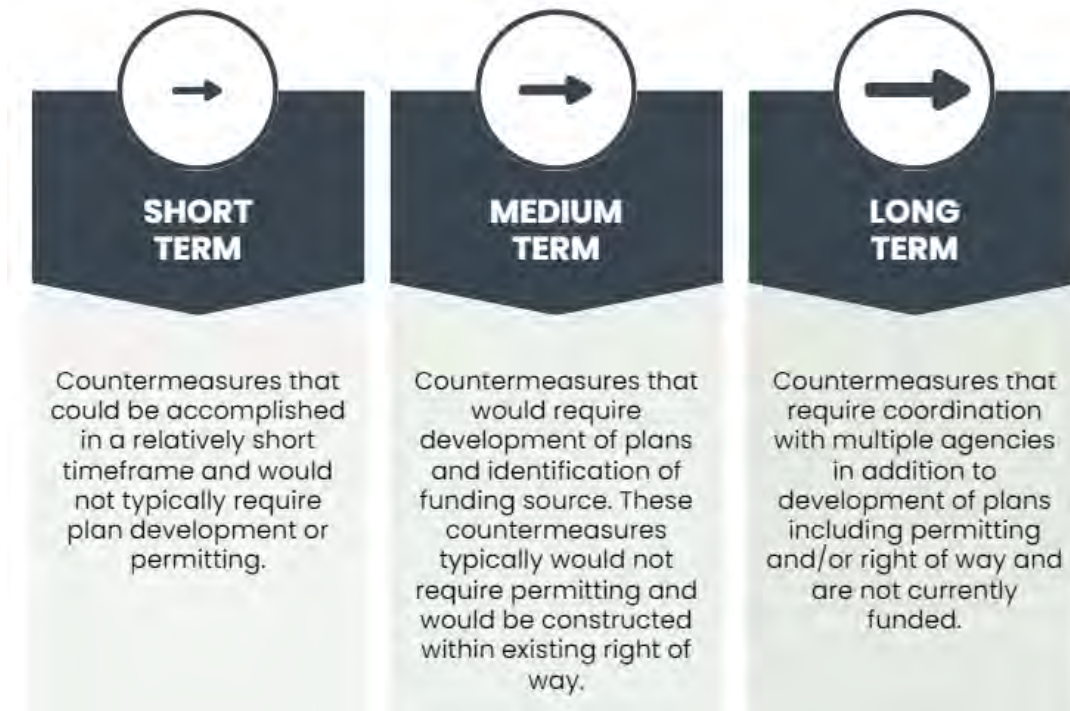 SHORT
TERM
Countermeasures that
could be accomplished
in a relatively short
timeframe and would
not typically require
plan development or
permitting.
MEDIUM
TERM
Countermeasures that
would require
development of plans
and identification of
funding source. These
countermeasures
typically would not
require permitting and
would be constructed
within existing right of
way.
LONG
TERM
Countermeasures that
require coordination
with multiple agencies
in addition to
development of plans
including permitting
and/or right of way and
are not currently
funded.